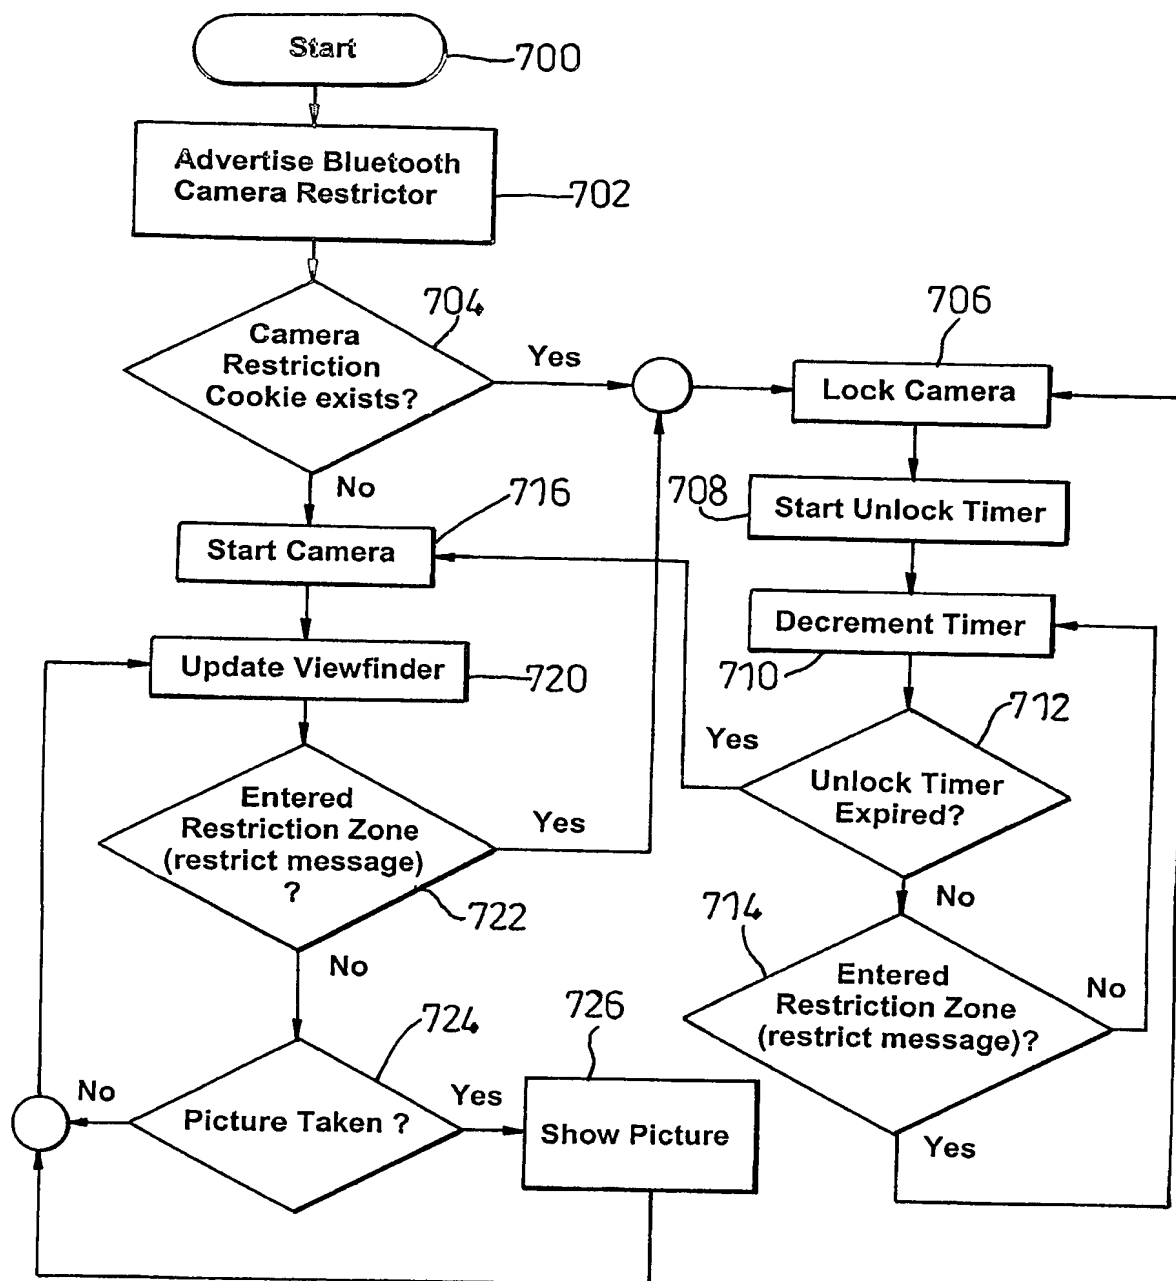 Start
700
Advertise Bluetooth
Camera Restrictor
702
704
Camera
Restriction
Cookie exists?
Yes
No
706
Lock Camera
708
Start Unlock Timer
716
Start Camera
Decrement Timer
710
Update Viewfinder
720
712
Yes
Unlock Timer
Expired?
No
Entered
Restriction Zone
(restrict message)
?
Yes
722
No
714
Entered
Restriction Zone
(restrict message)?
No
Yes
724
Picture Taken ?
No
Yes
726
Show Picture